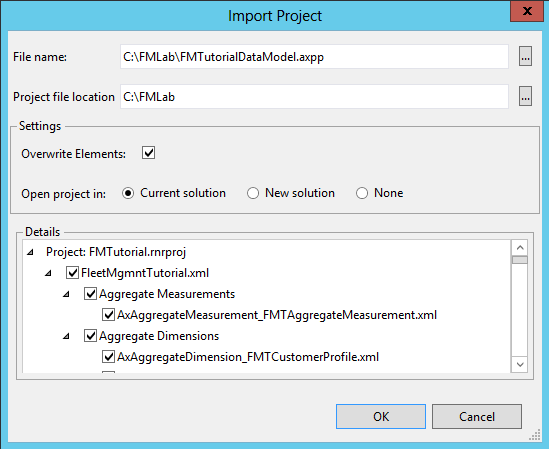 Import Project
x
File name:
C:\FMLab\FMTutorialDataModel.axpp
...
Project file location
C:\FMLab
...
Settings
Overwrite Elements:
Open project in:
Current solution
New solution
None
Details
Project: FMTutorial.rnrproj
FleetMgmntTutorial.xml
Aggregate Measurements
AxAggregateMeasurement_FMTAggregateMeasurement.xml
Aggregate Dimensions
AxAggregateDimension_FMTCustomerProfile.xml
OK
Cancel